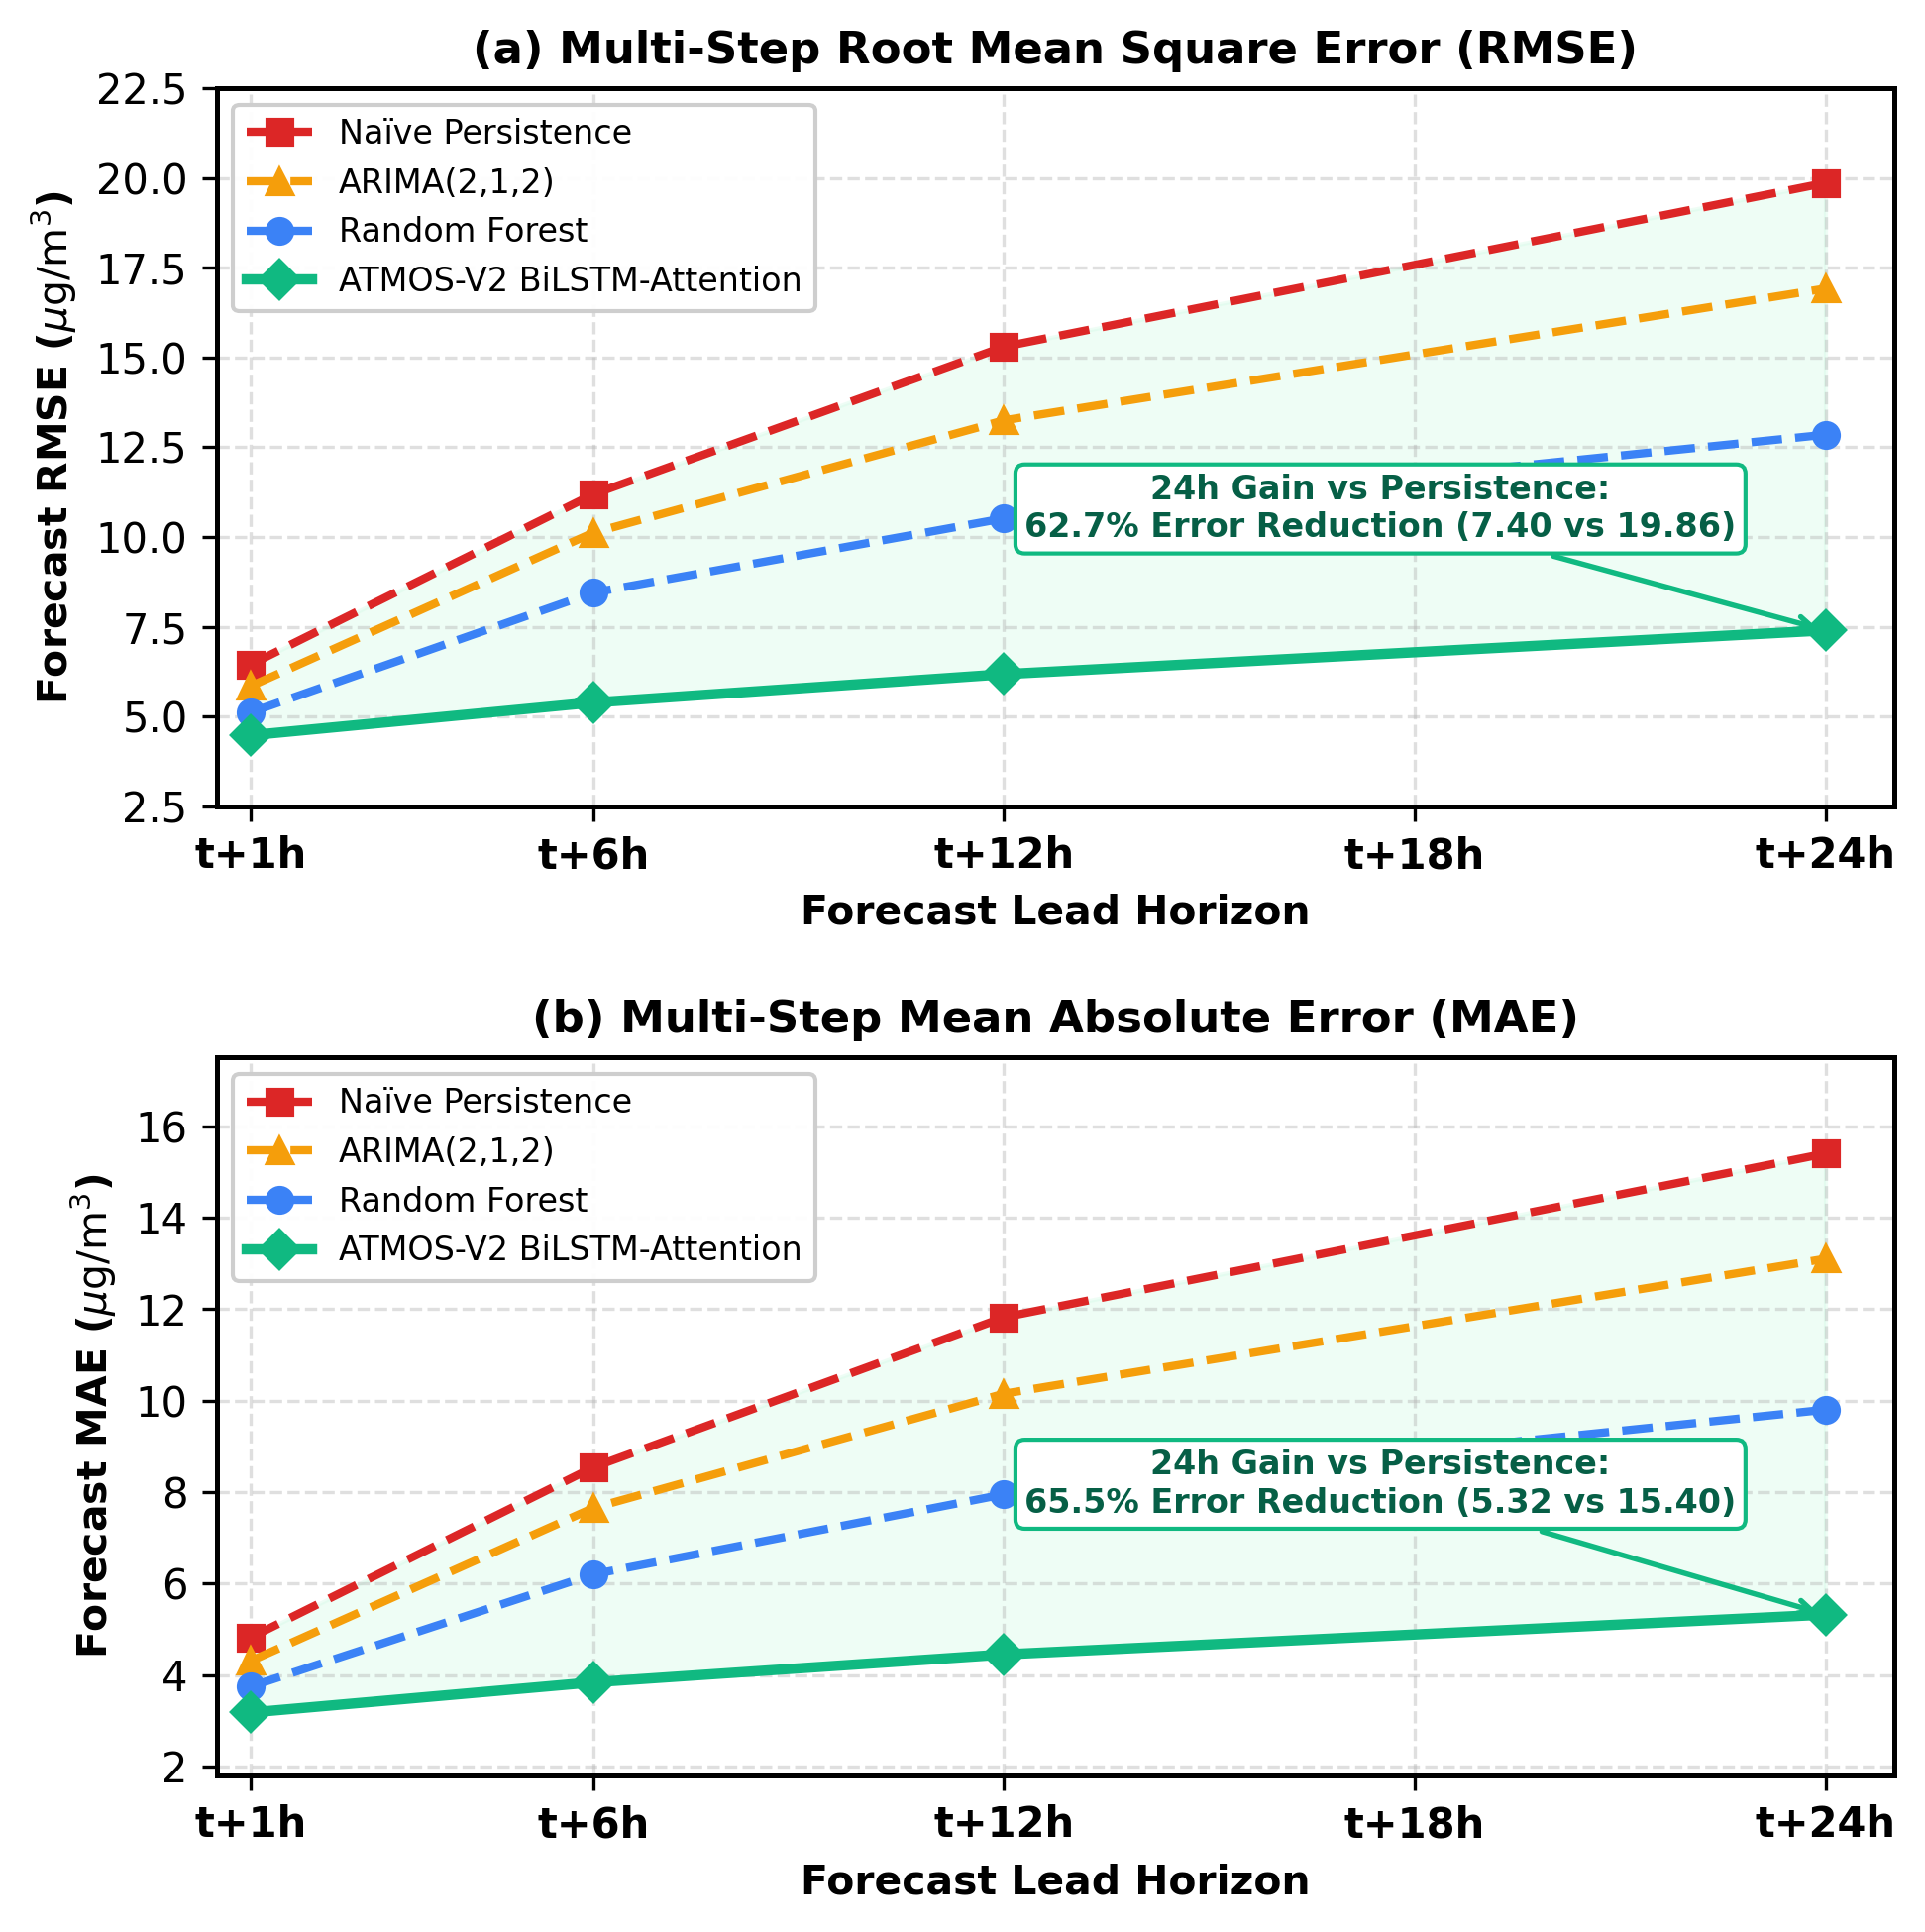 (a) Multi-Step Root Mean Square Error (RMSE)
Forecast RMSE (μg/m³)
22.5
20.0
17.5
15.0
12.5
10.0
7.5
5.0
2.5
Naïve Persistence
ARIMA(2,1,2)
Random Forest
ATMOS-V2 BiLSTM-Attention
24h Gain vs Persistence:
62.7% Error Reduction (7.40 vs 19.86)
t+1h t+6h t+12h t+18h t+24h
Forecast Lead Horizon
(b) Multi-Step Mean Absolute Error (MAE)
Forecast MAE (μg/m³)
16
14
12
10
8
6
4
2
Naïve Persistence
ARIMA(2,1,2)
Random Forest
ATMOS-V2 BiLSTM-Attention
24h Gain vs Persistence:
65.5% Error Reduction (5.32 vs 15.40)
t+1h t+6h t+12h t+18h t+24h
Forecast Lead Horizon